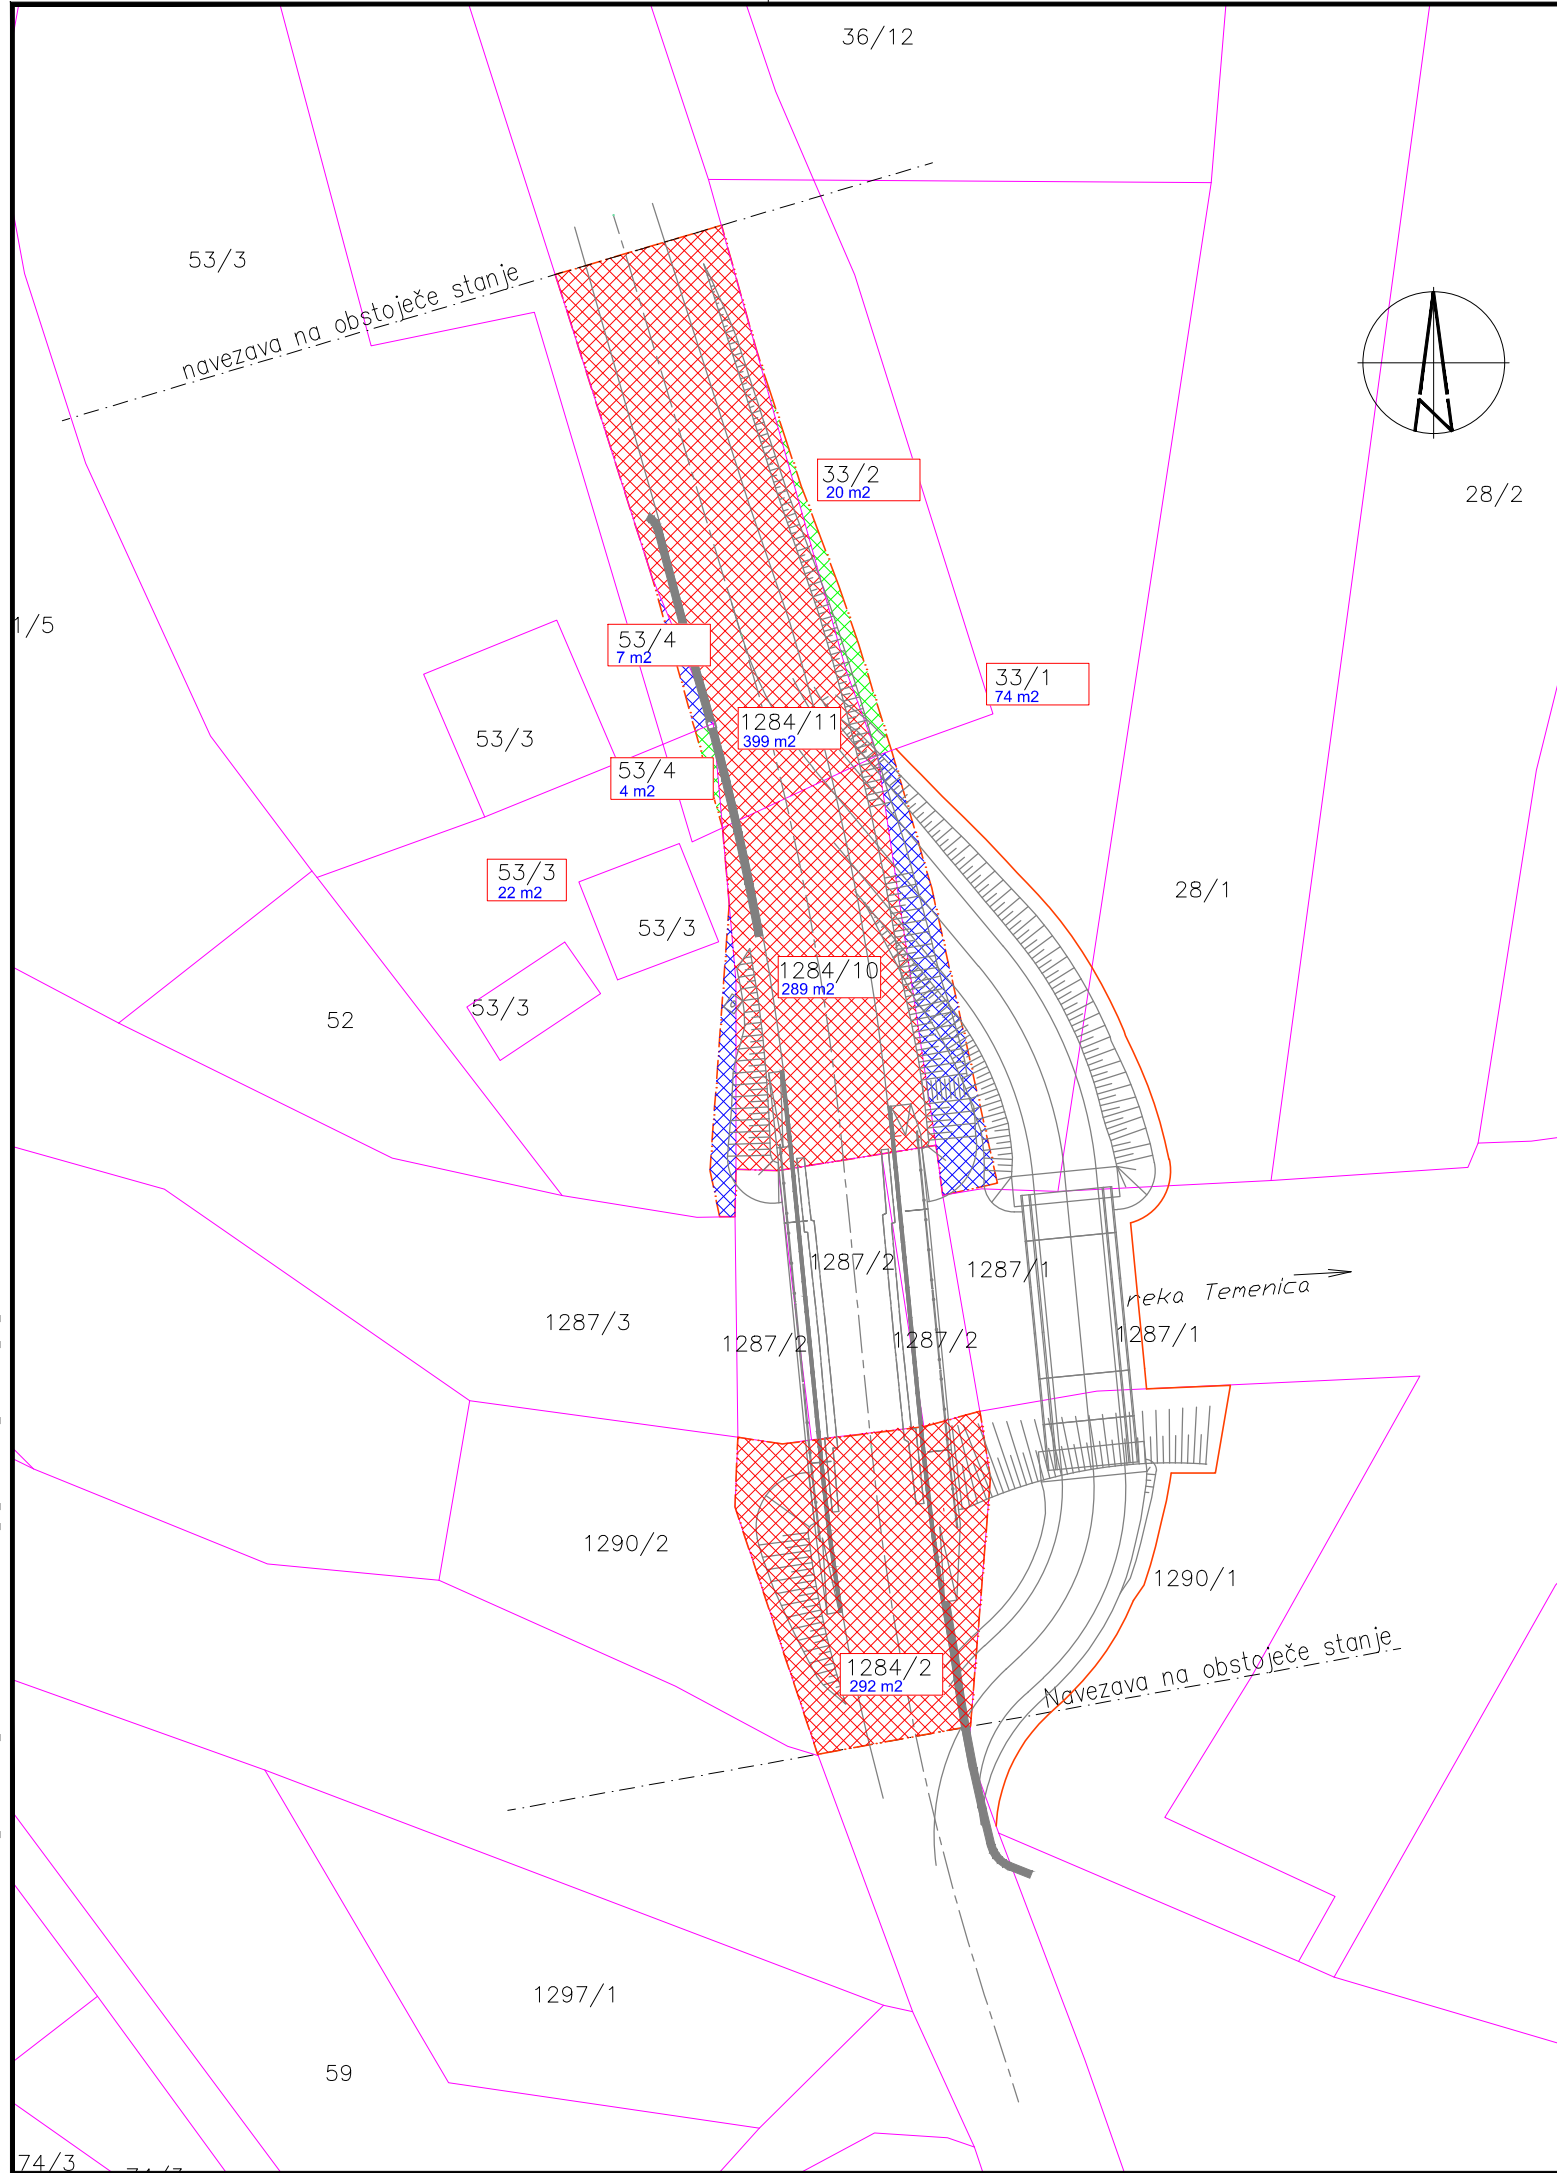 36/12
53/3
navezava na obstoječe stanje
N
33/2
20 m2
28/2
1/5
53/4
7 m2
33/1
74 m2
1284/11
399 m2
53/3
53/4
4 m2
53/3
22 m2
28/1
53/3
1284/10
289 m2
53/3
52
1287/2
1287/1
reka Temenica
1287/3
1287/2
1287/2
1287/1
1290/2
1290/1
Navezava na obstoječe stanje
1284/2
292 m2
1297/1
59
74/3